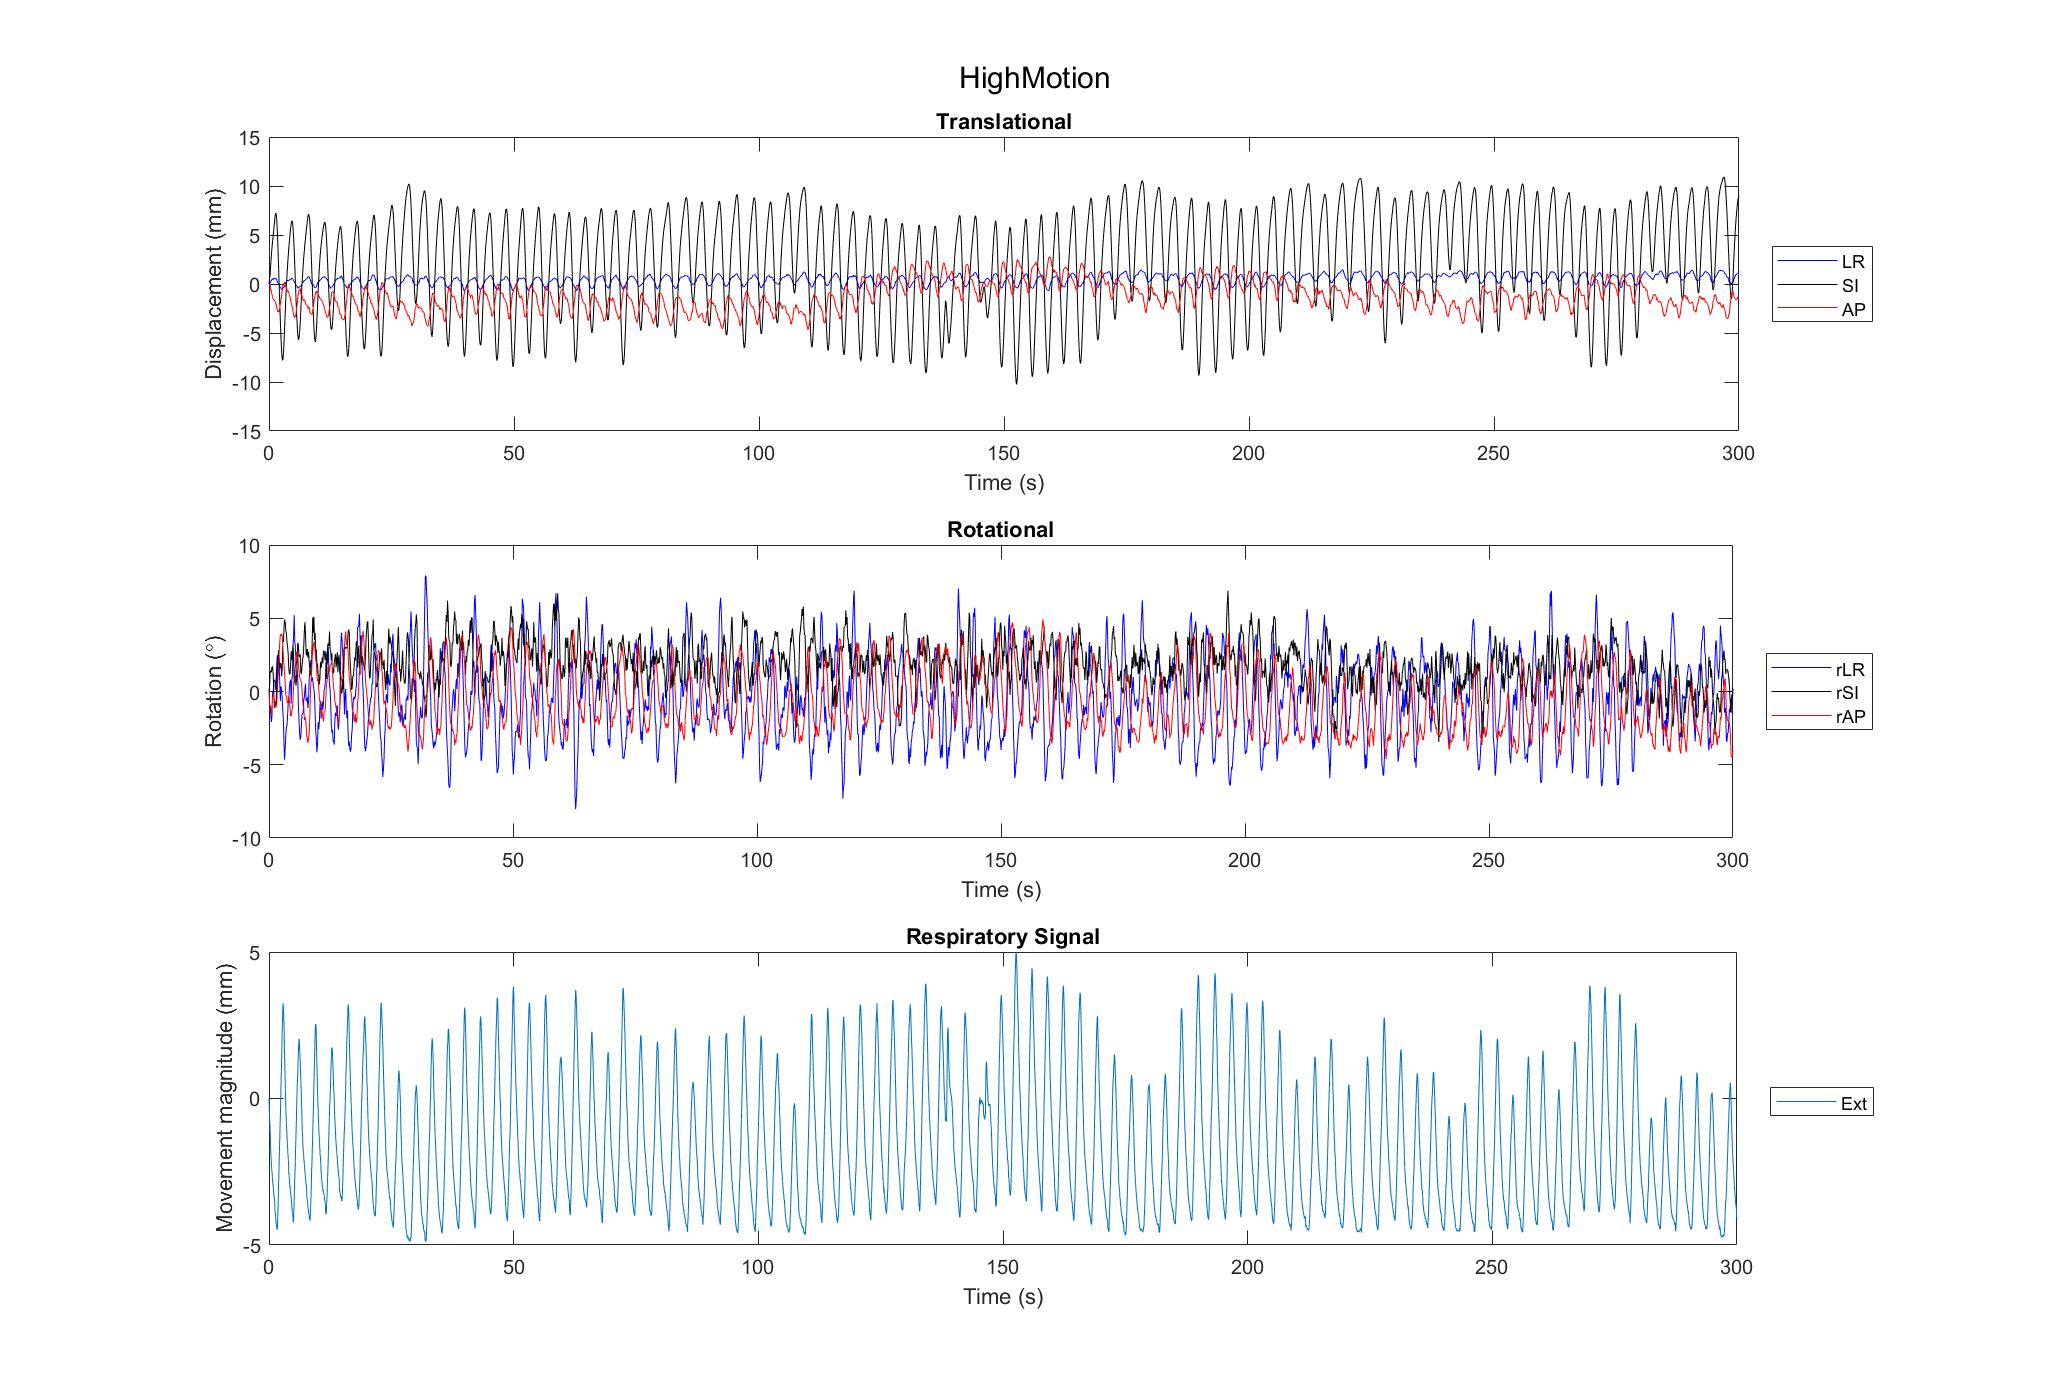 HighMotion
Translational
Displacement (mm)
15
10
5
0
-5
-10
-15
0 50 100 150 200 250 300
Time (s)
LR
SI
AP
Rotational
Rotation (°)
10
5
0
-5
-10
0 50 100 150 200 250 300
Time (s)
rLR
rSI
rAP
Respiratory Signal
Movement magnitude (mm)
5
0
-5
0 50 100 150 200 250 300
Time (s)
Ext